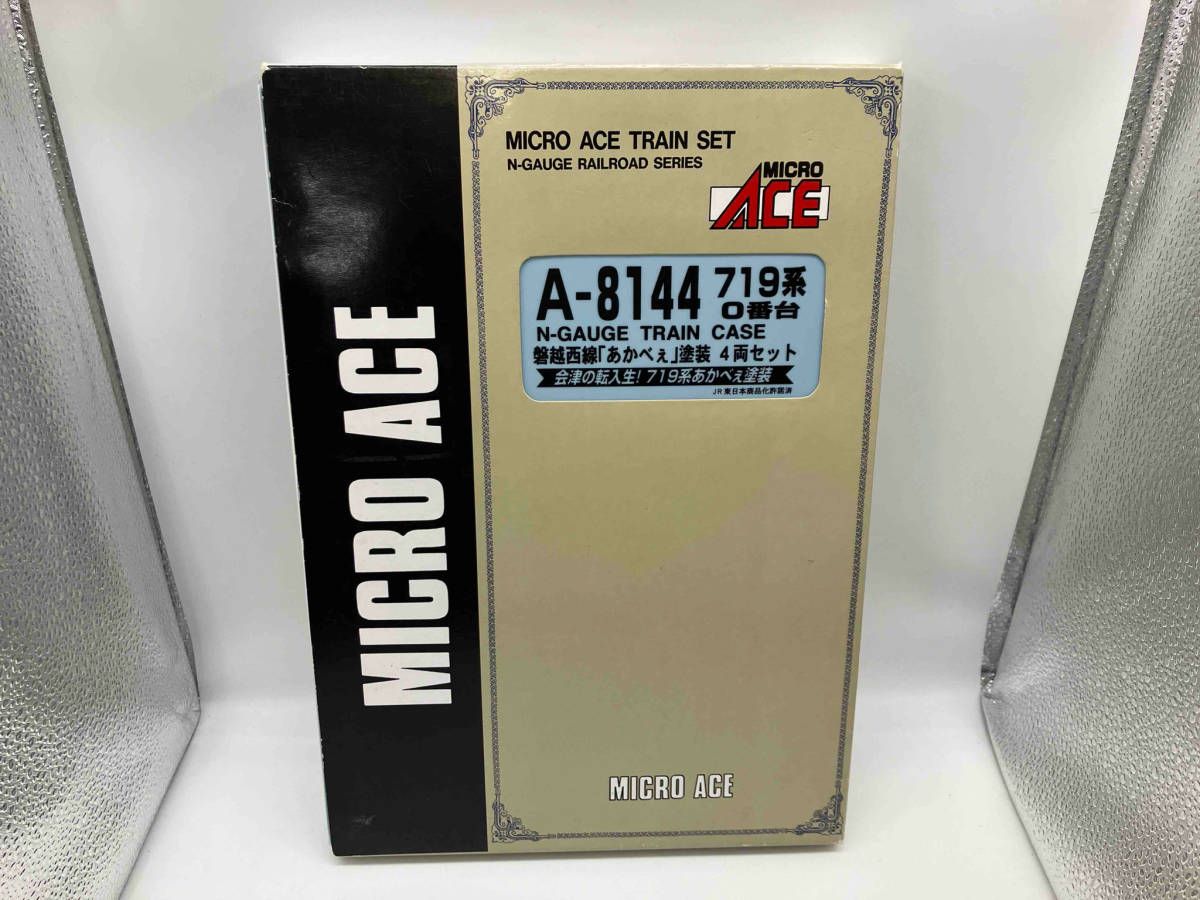 MICRO ACE
MICRO ACE TRAIN SET
N-GAUGE RAILROAD SERIES
MICRO
ACE
A-8144 719系
0番台
N-GAUGE TRAIN CASE
磐越西線「あかべぇ」塗装 4両セット
会津の転入生!719系あかべぇ塗装
JR東日本商品化許諾済
MICRO ACE